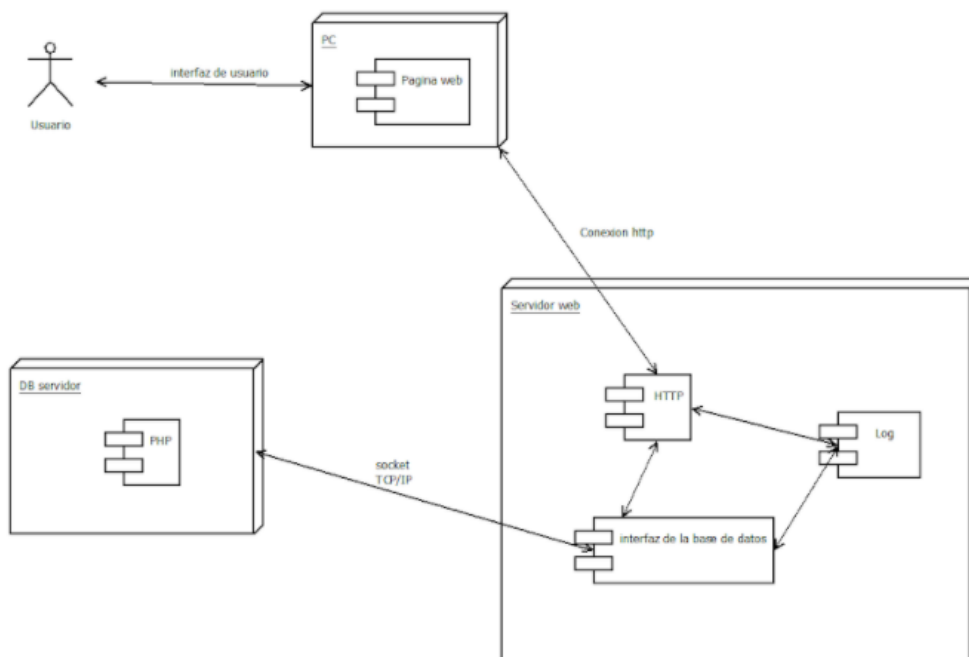 PC
Pagina web
interfaz de usuario
Usuario
Conexion http
Servidor web
HTTP
Log
DB servidor
PHP
socket
TCP/IP
interfaz de la base de datos